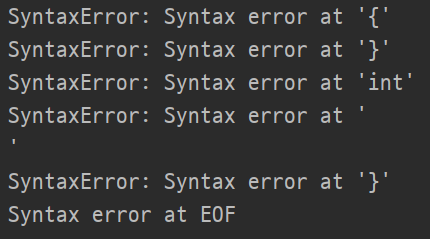 SyntaxError: Syntax error at '{'
SyntaxError: Syntax error at '}'
SyntaxError: Syntax error at 'int'
SyntaxError: Syntax error at '
'
SyntaxError: Syntax error at '}'
Syntax error at EOF